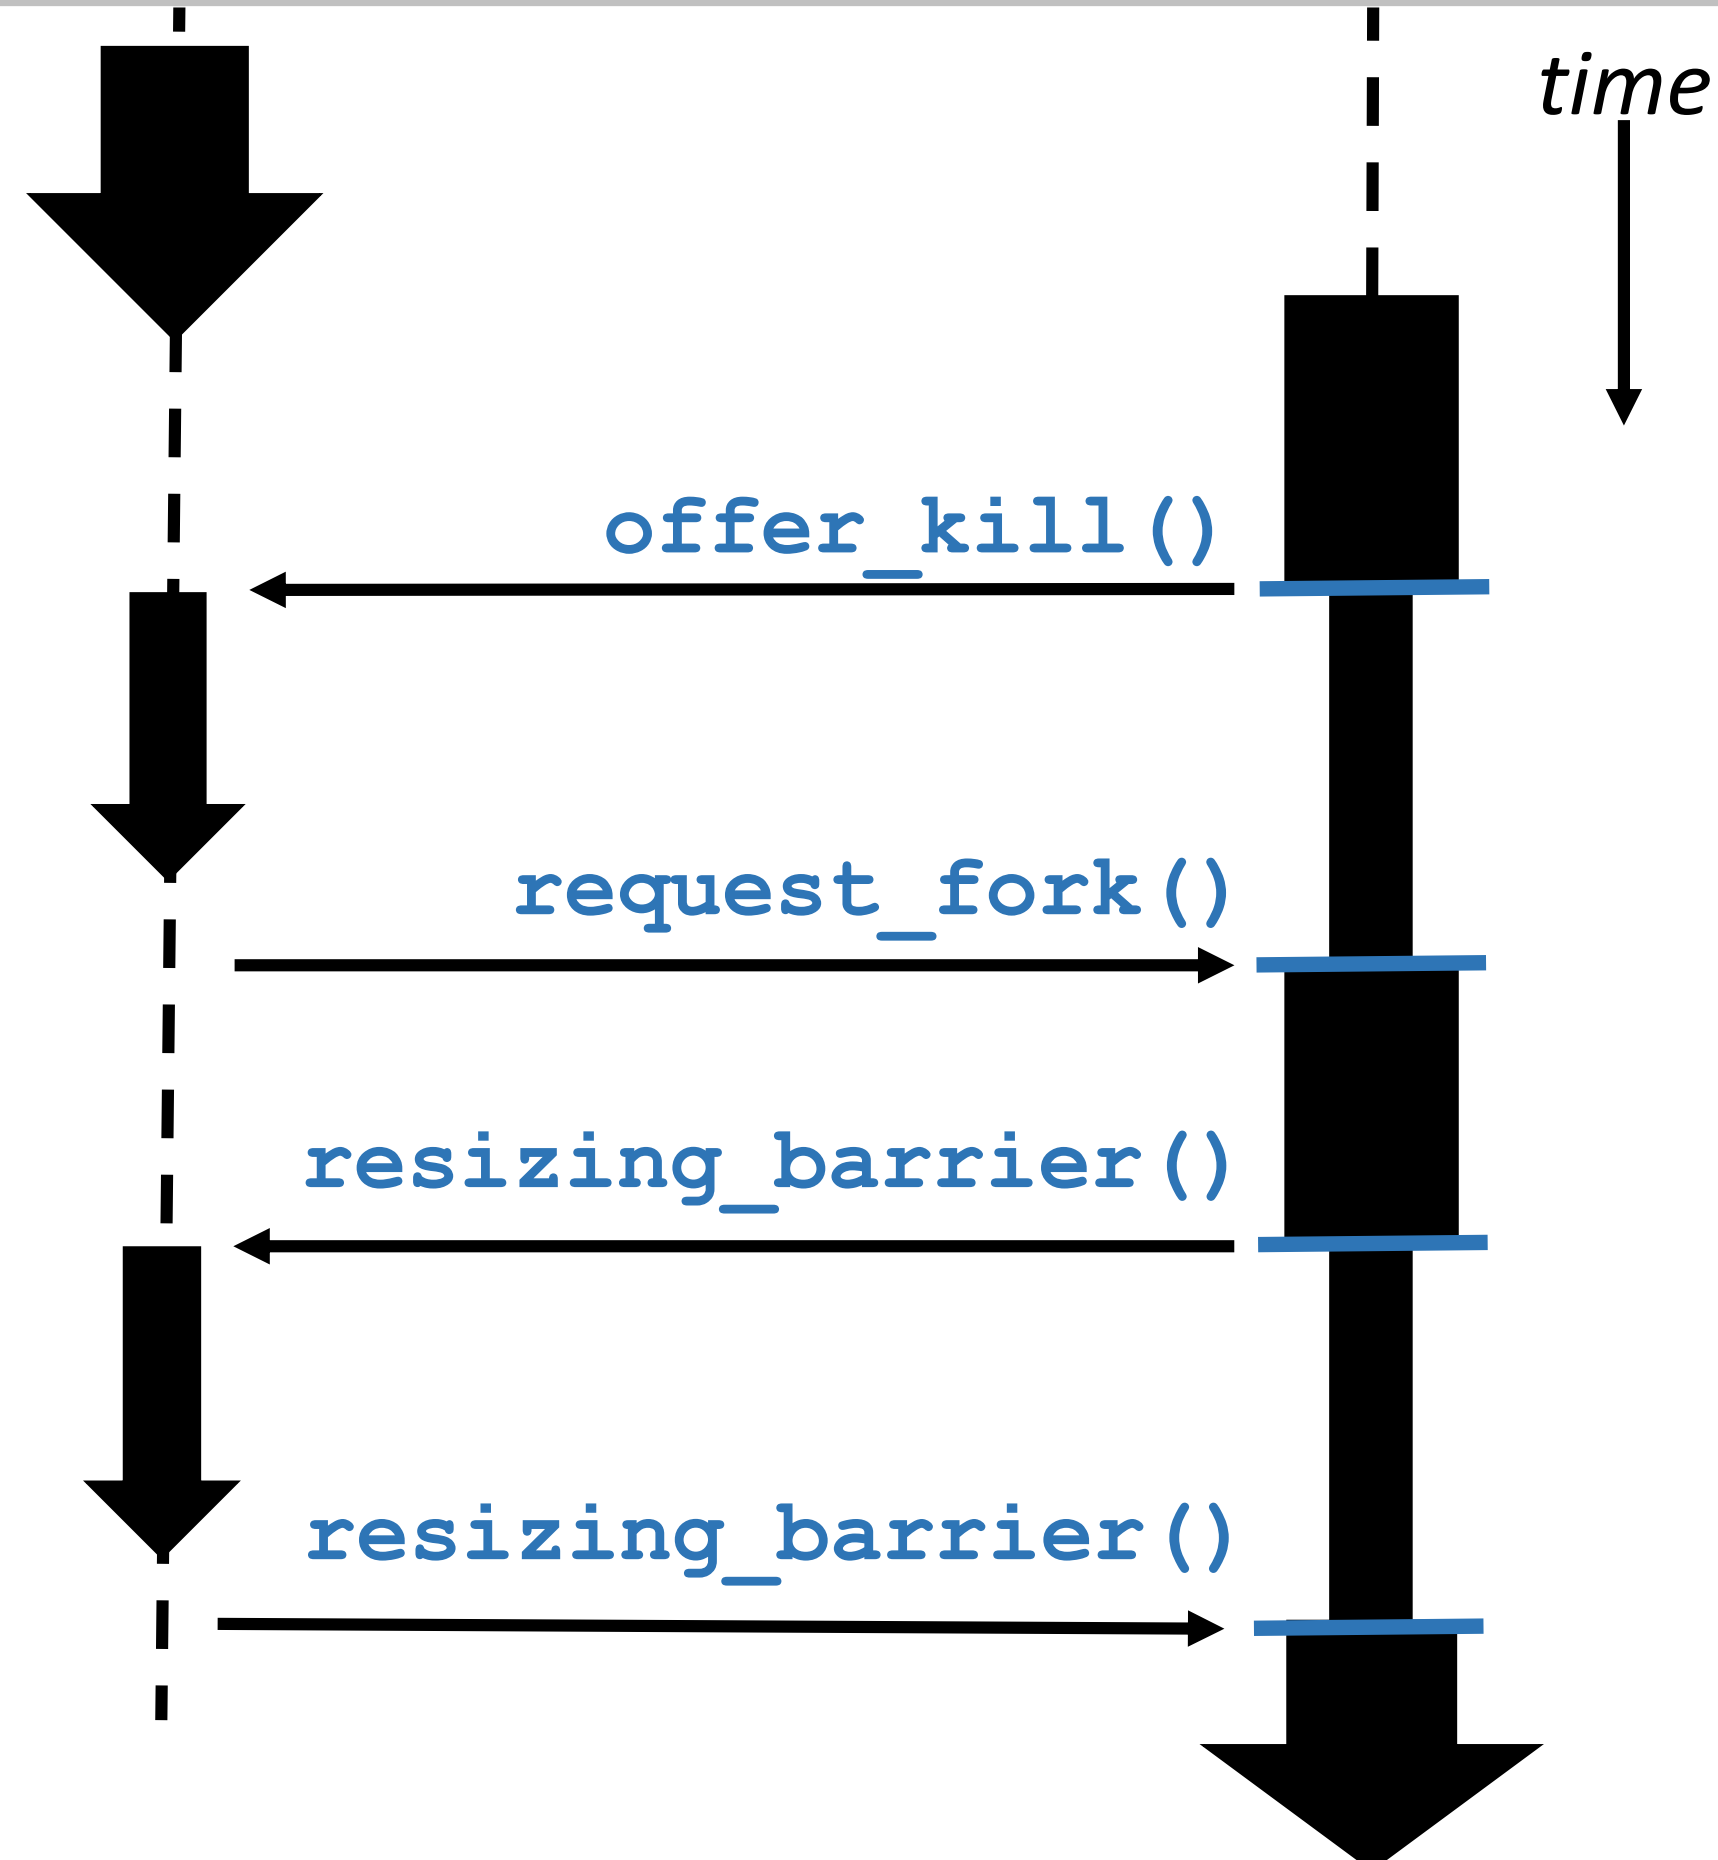 time
offer_kill()
request_fork()
resizing_barrier()
resizing_barrier()